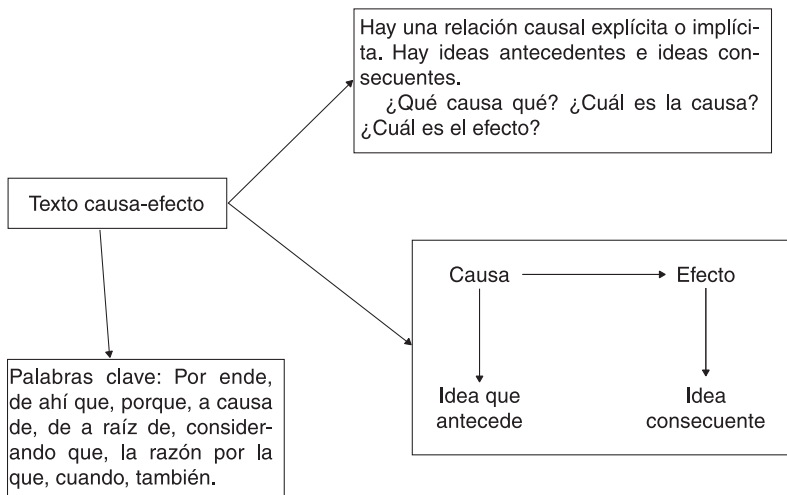 Hay una relación causal explícita o implíci-
ta. Hay ideas antecedentes e ideas con-
secuentes.
¿Qué causa qué? ¿Cuál es la causa?
¿Cuál es el efecto?
Texto causa-efecto
Causa
Efecto
Idea que
antecede
Idea
consecuente
Palabras clave: Por ende,
de ahí que, porque, a causa
de, de a raíz de, consider-
ando que, la razón por la
que, cuando, también.